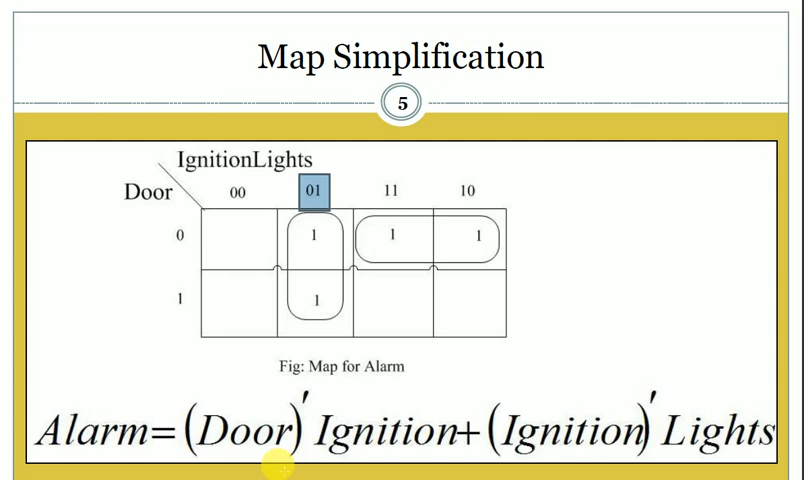 Map Simplification
5
IgnitionLights
Door 00 01 11 10
0 1 1 1
1 1
Fig: Map for Alarm
Alarm=(Door)′Ignition+(Ignition)′Lights